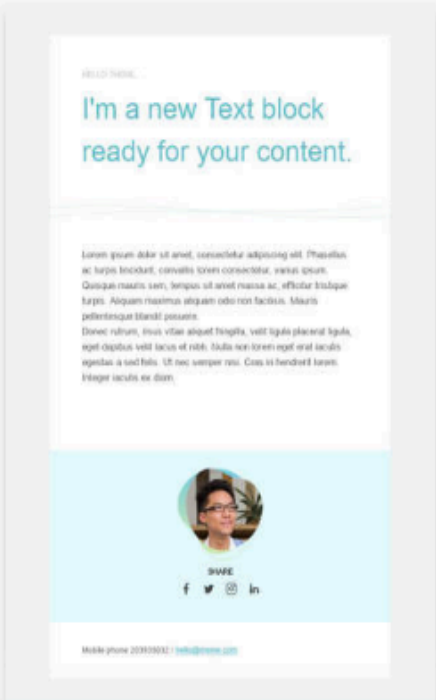 HELLO THERE,
I'm a new Text block
ready for your content.
Lorem ipsum dolor sit amet, consectetur adipiscing elit. Phasellus
ac turpis tincidunt, convallis lorem consectetur, varius ipsum.
Quisque mauris sem, tempus sit amet massa ac, efficitur tristique
turpis. Aliquam maximus aliquam odio non facilisis. Mauris
pellentesque blandit posuere.
Donec rutrum, risus vitae aliquet fringilla, velit ligula placerat ligula,
eget dapibus velit lacus et nibh. Nulla non lorem eget erat iaculis
egestas a sed felis. Ut nec semper nisi. Cras in hendrerit lorem.
Integer iaculis ex diam.
SHARE
Mobile phone /